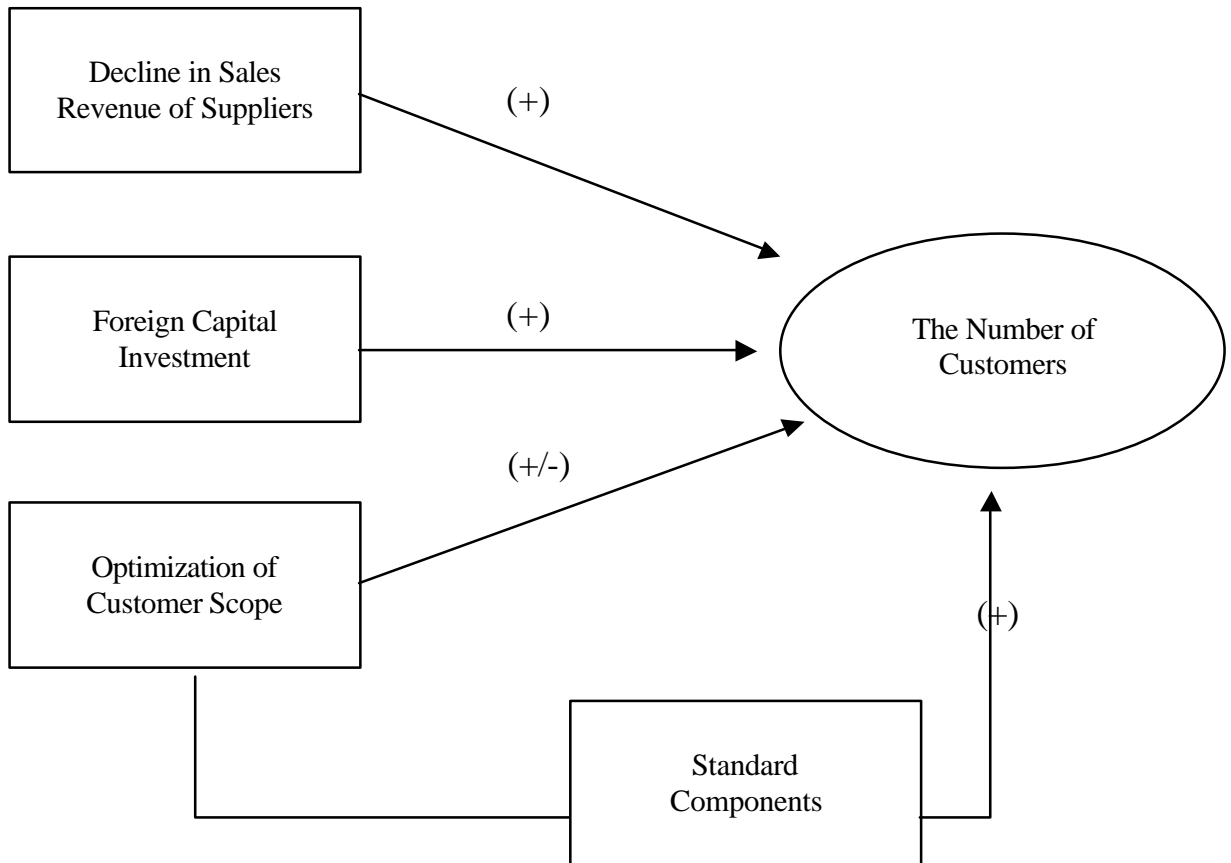 Decline in Sales
Revenue of Suppliers
(+)
Foreign Capital
Investment
(+)
The Number of
Customers
(+/-)
Optimization of
Customer Scope
(+)
Standard
Components